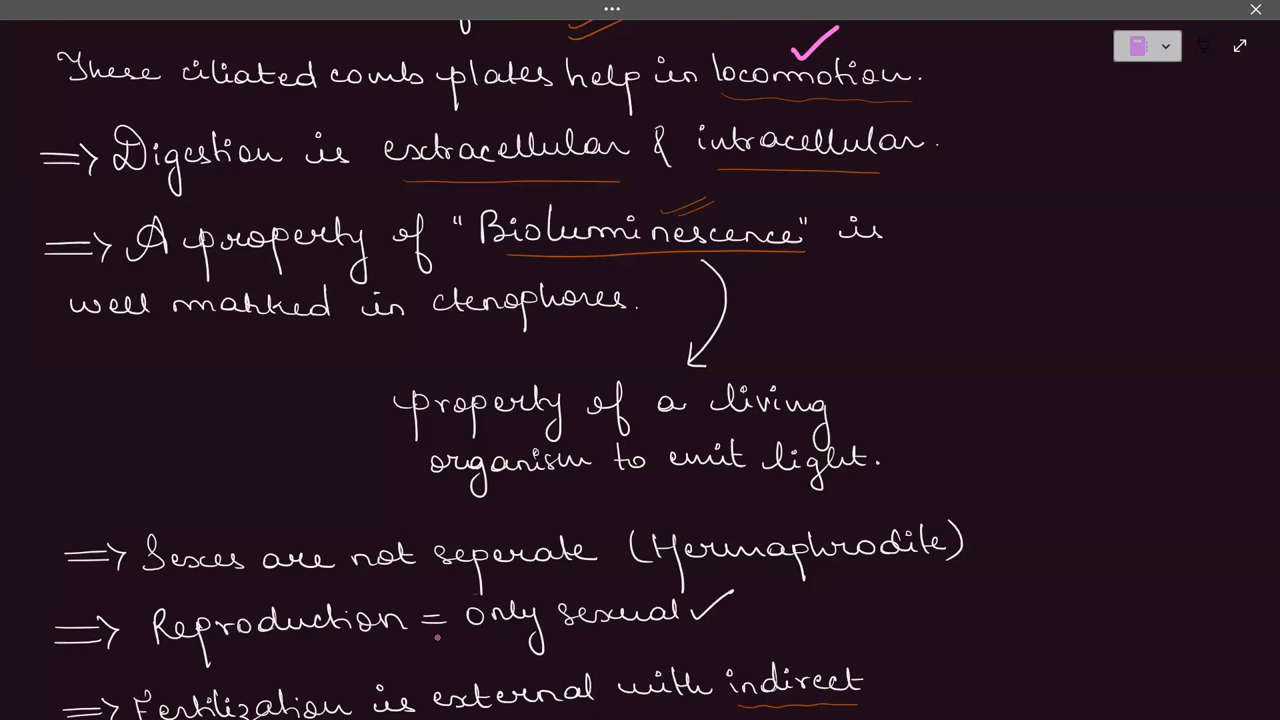 These ciliated comb plates help in locomotion.
=> Digestion is extracellular & intracellular.
=> A property of "Bioluminescence" is
well marked in ctenophores.
property of a living
organism to emit light.
=> Sexes are not seperate (Hermaphrodite)
=> Reproduction = only sexual ✓
=> Fertilization is external with indirect